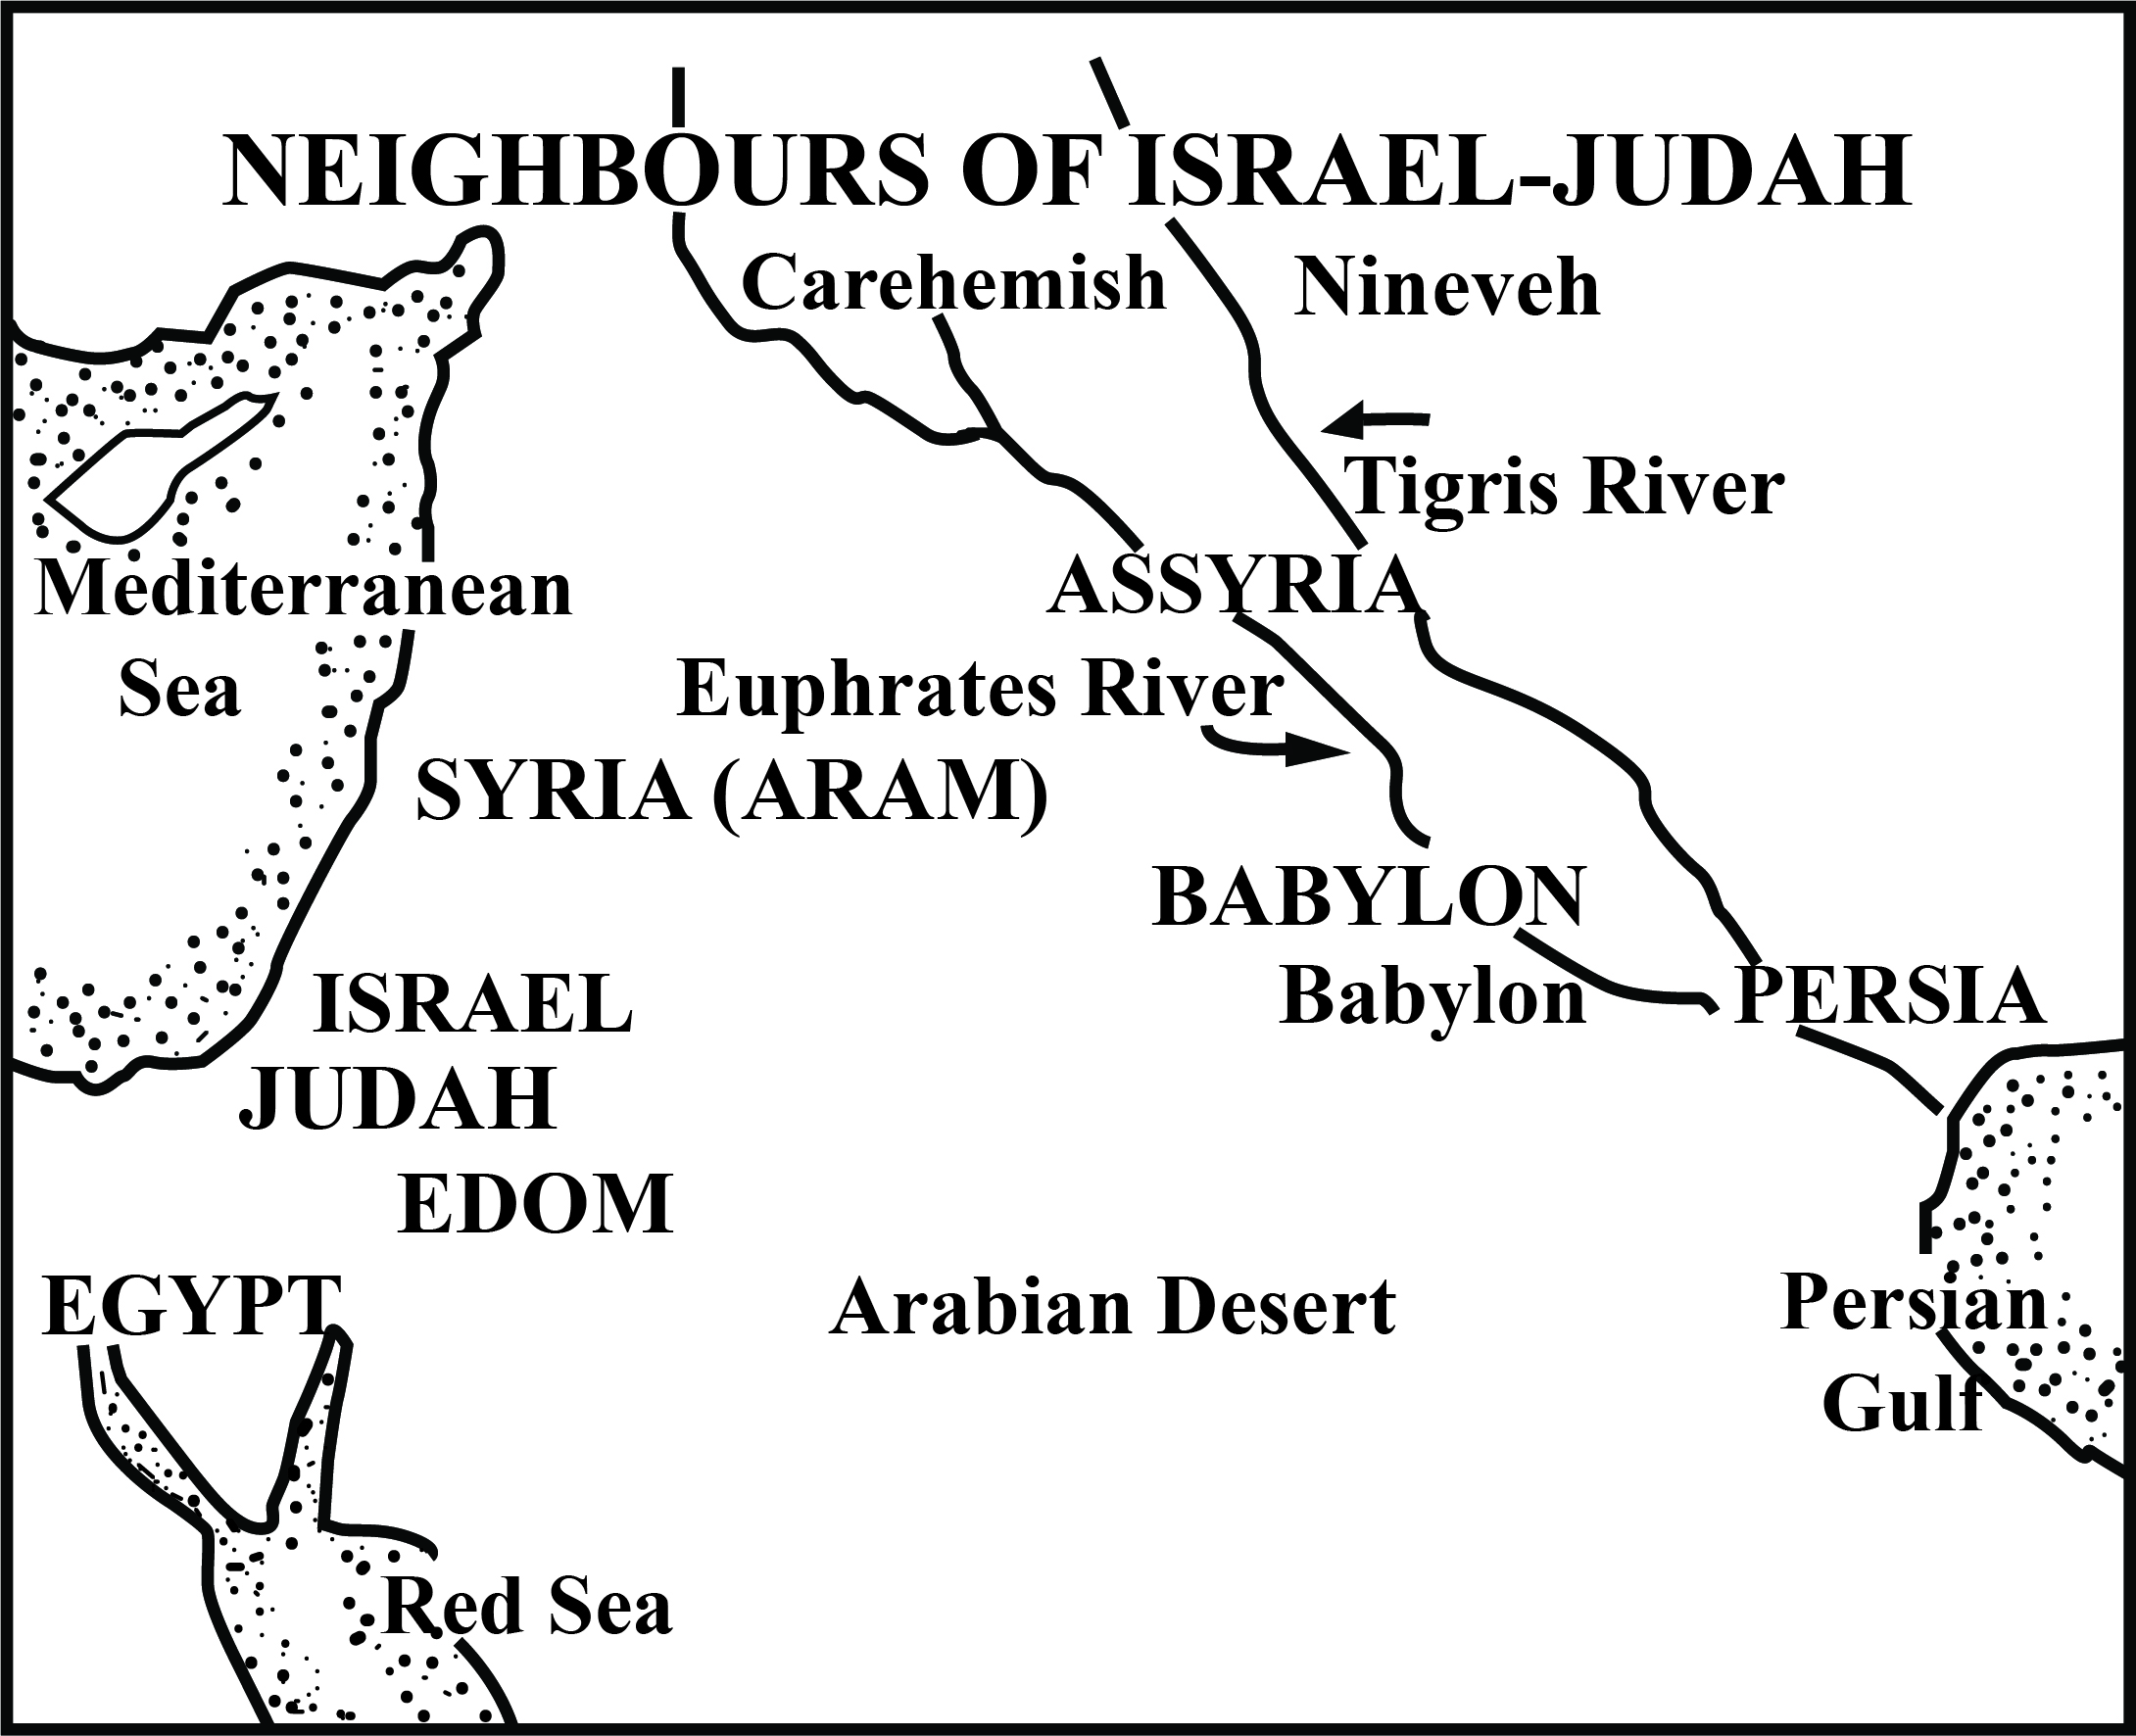 NEIGHBOURS OF ISRAEL-JUDAH
Carehemish
Nineveh
Tigris River
Mediterranean
Sea
ASSYRIA
Euphrates River
SYRIA (ARAM)
BABYLON
Babylon
PERSIA
ISRAEL
JUDAH
EDOM
EGYPT
Arabian Desert
Persian
Gulf
Red Sea